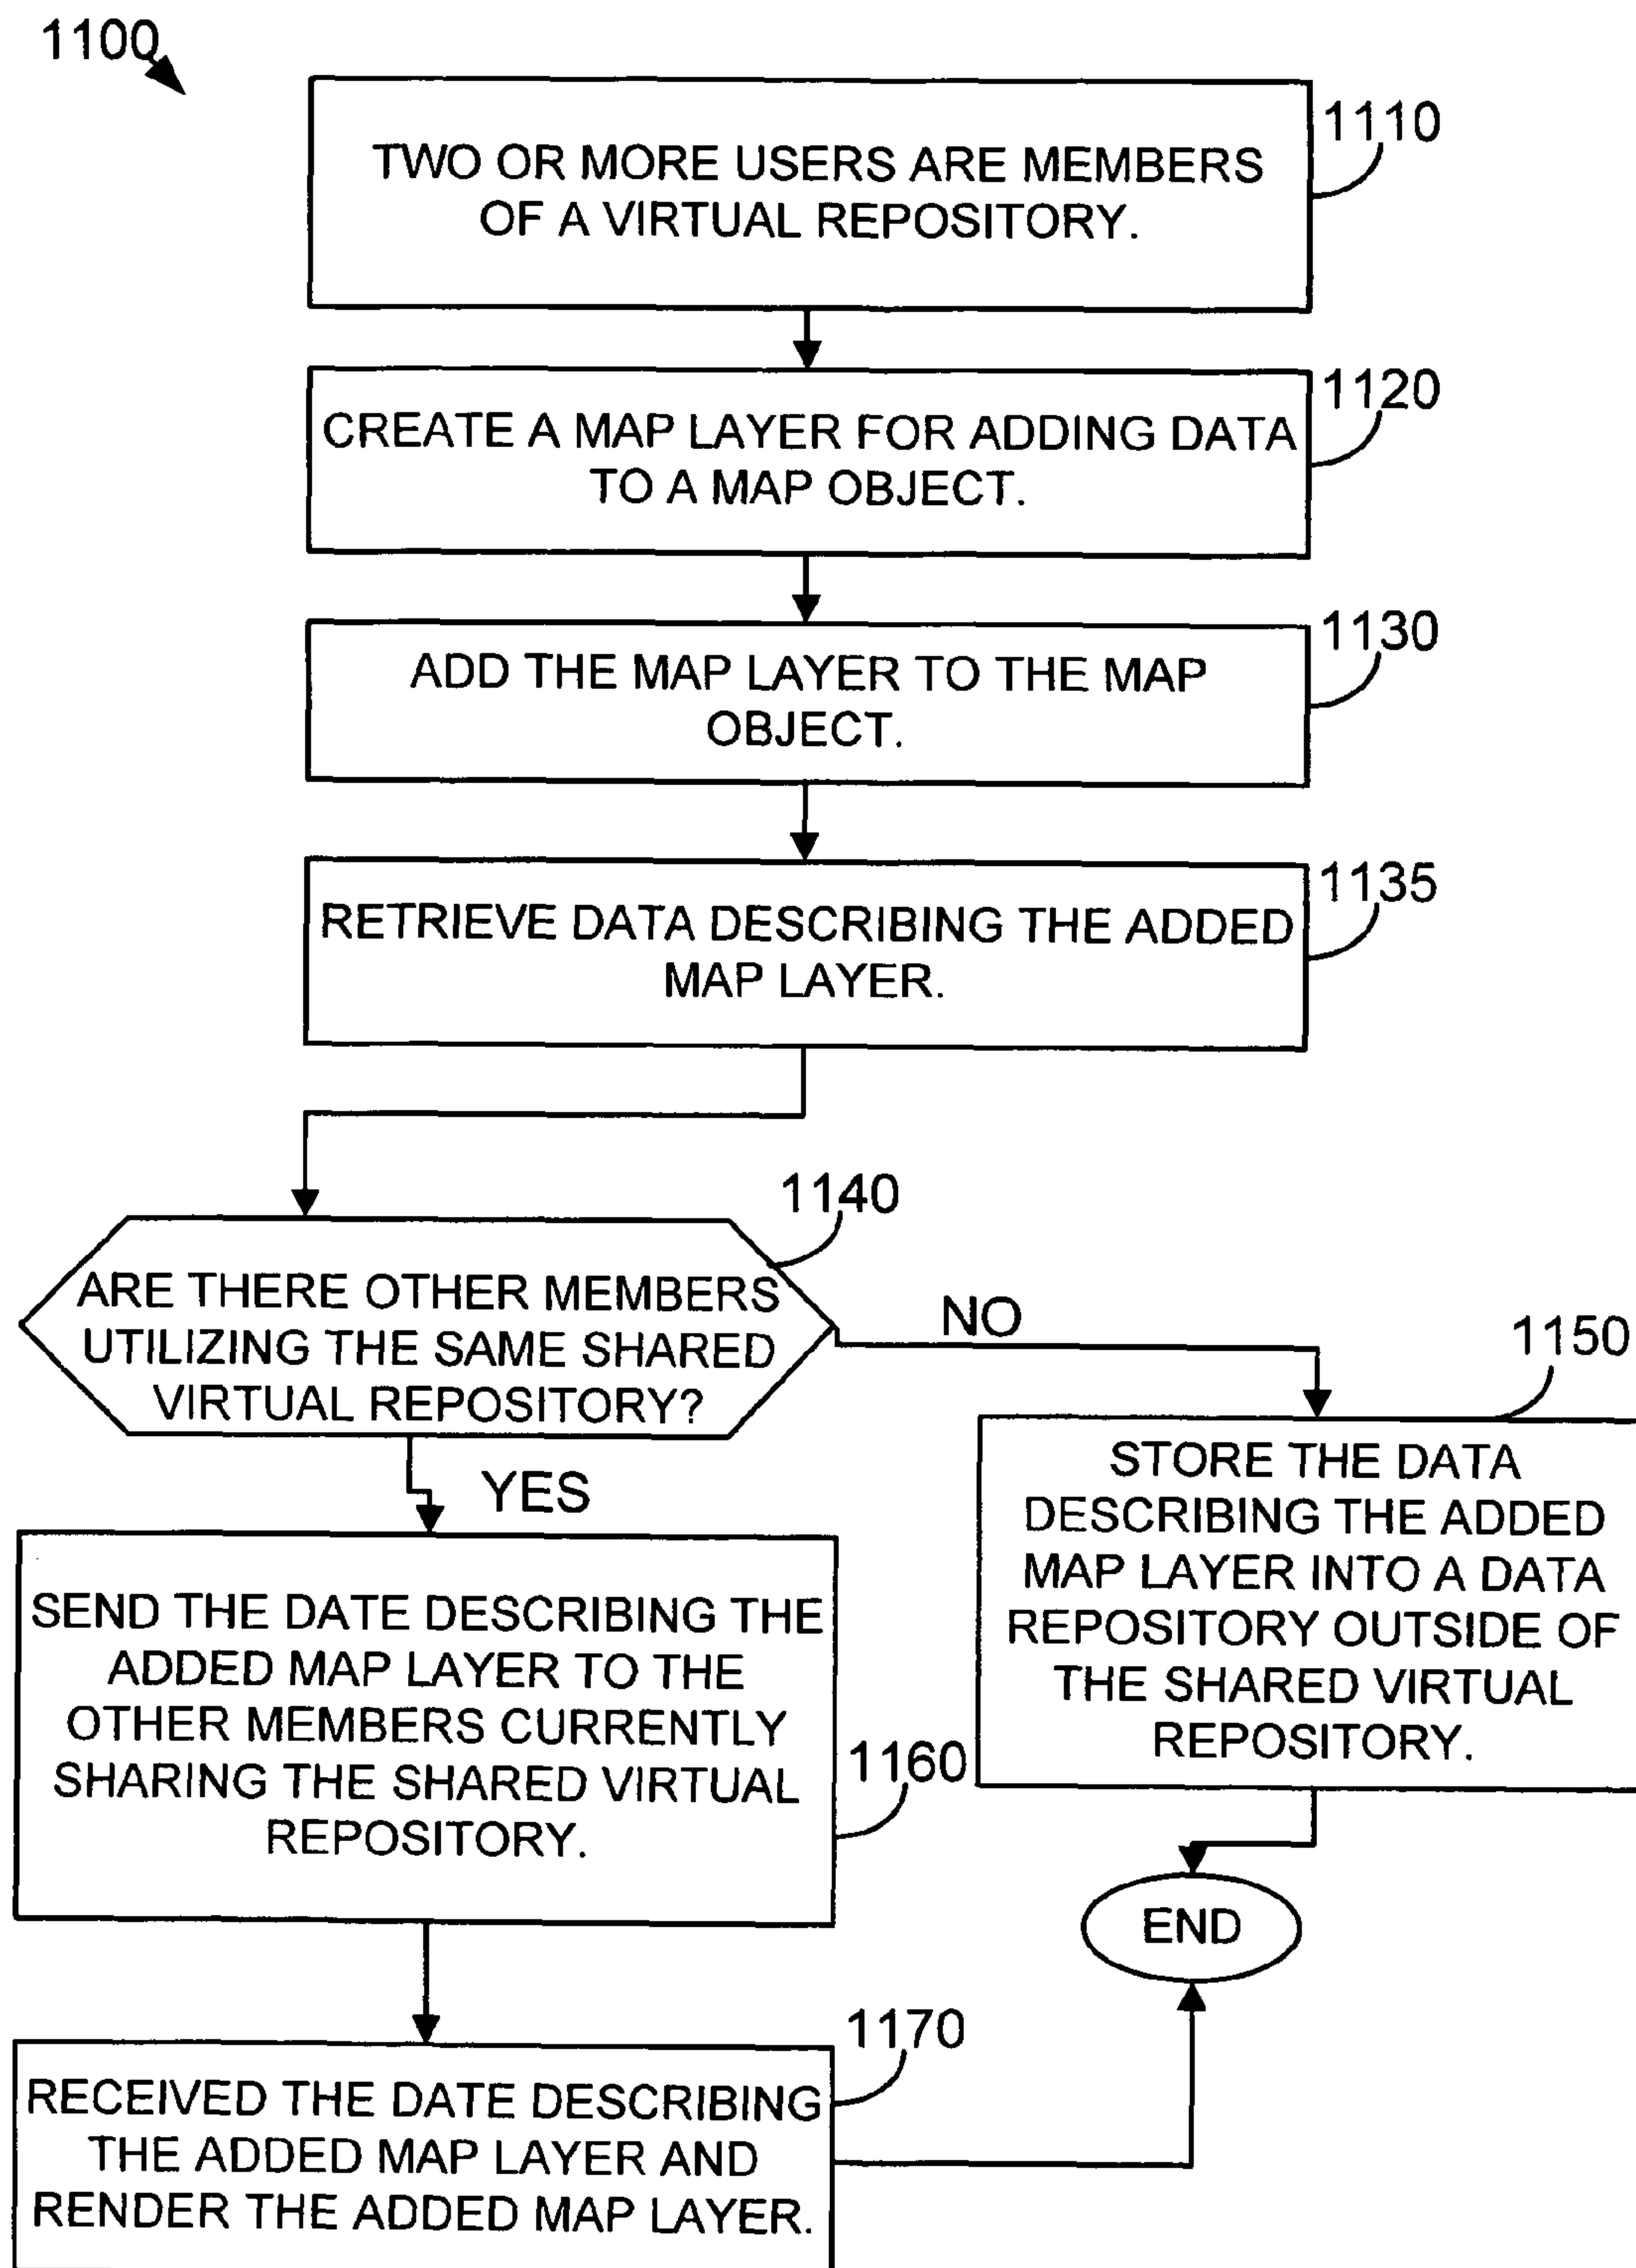 1100
TWO OR MORE USERS ARE MEMBERS
OF A VIRTUAL REPOSITORY.
1110
CREATE A MAP LAYER FOR ADDING DATA
TO A MAP OBJECT.
1120
ADD THE MAP LAYER TO THE MAP
OBJECT.
1130
RETRIEVE DATA DESCRIBING THE ADDED
MAP LAYER.
1135
ARE THERE OTHER MEMBERS
UTILIZING THE SAME SHARED
VIRTUAL REPOSITORY?
1140
NO
YES
STORE THE DATA
DESCRIBING THE ADDED
MAP LAYER INTO A DATA
REPOSITORY OUTSIDE OF
THE SHARED VIRTUAL
REPOSITORY.
1150
SEND THE DATE DESCRIBING THE
ADDED MAP LAYER TO THE
OTHER MEMBERS CURRENTLY
SHARING THE SHARED VIRTUAL
REPOSITORY.
1160
END
RECEIVED THE DATE DESCRIBING
THE ADDED MAP LAYER AND
RENDER THE ADDED MAP LAYER.
1170